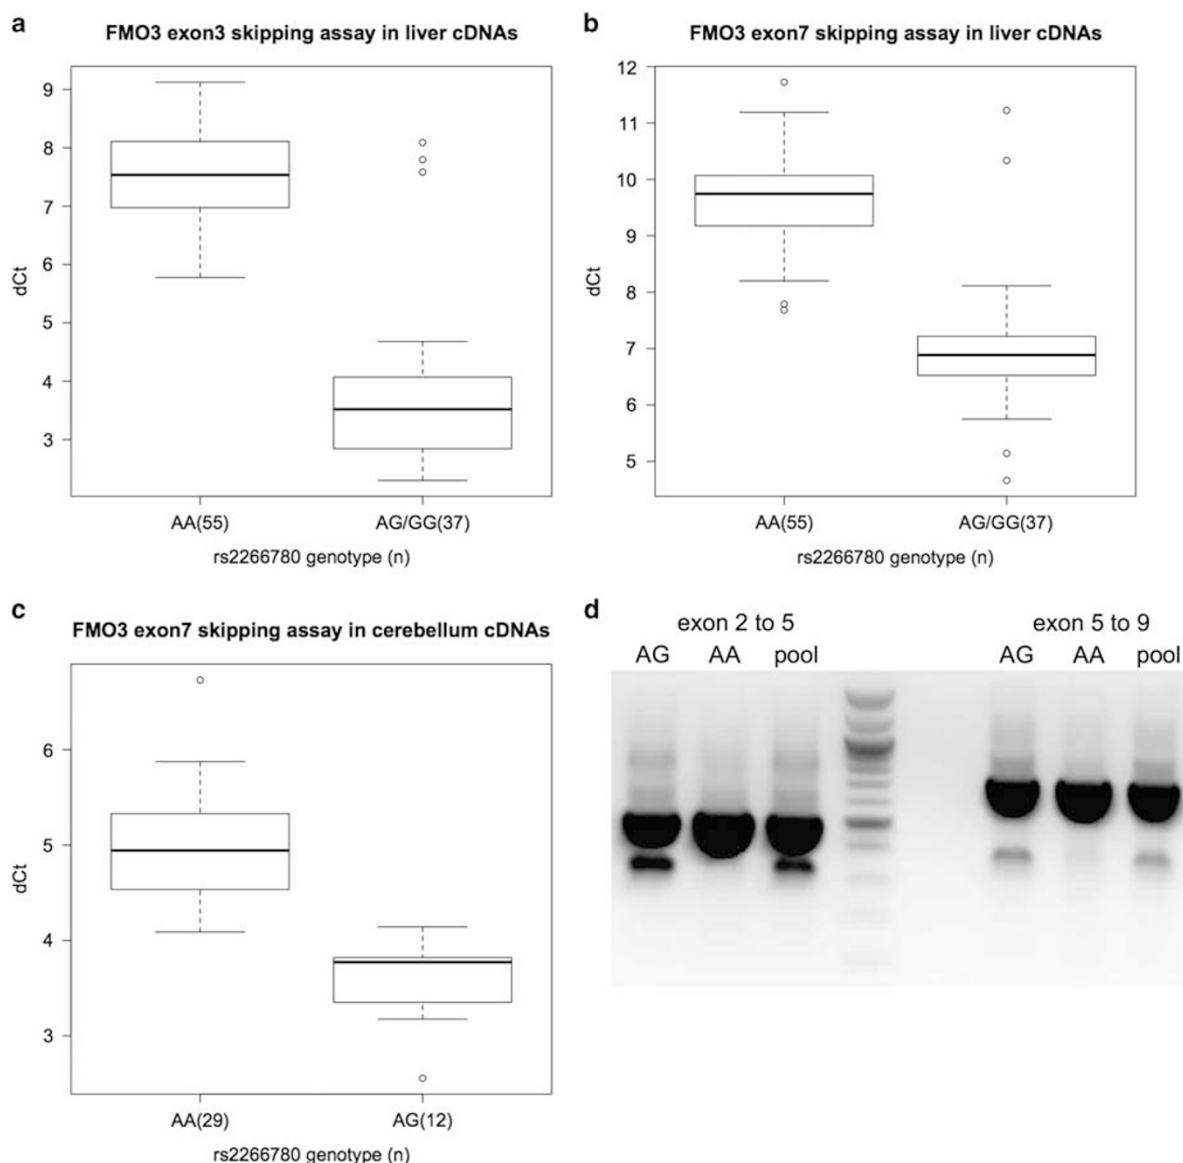 a
FMO3 exon3 skipping assay in liver cDNAs
9
8
7
6
5
4
3
dCt
AA(55) AG/GG(37)
rs2266780 genotype (n)
b
FMO3 exon7 skipping assay in liver cDNAs
12
11
10
9
8
7
6
5
dCt
AA(55) AG/GG(37)
rs2266780 genotype (n)
c
FMO3 exon7 skipping assay in cerebellum cDNAs
6
5
4
3
dCt
AA(29) AG(12)
rs2266780 genotype (n)
d
exon 2 to 5 exon 5 to 9
AG AA pool AG AA pool